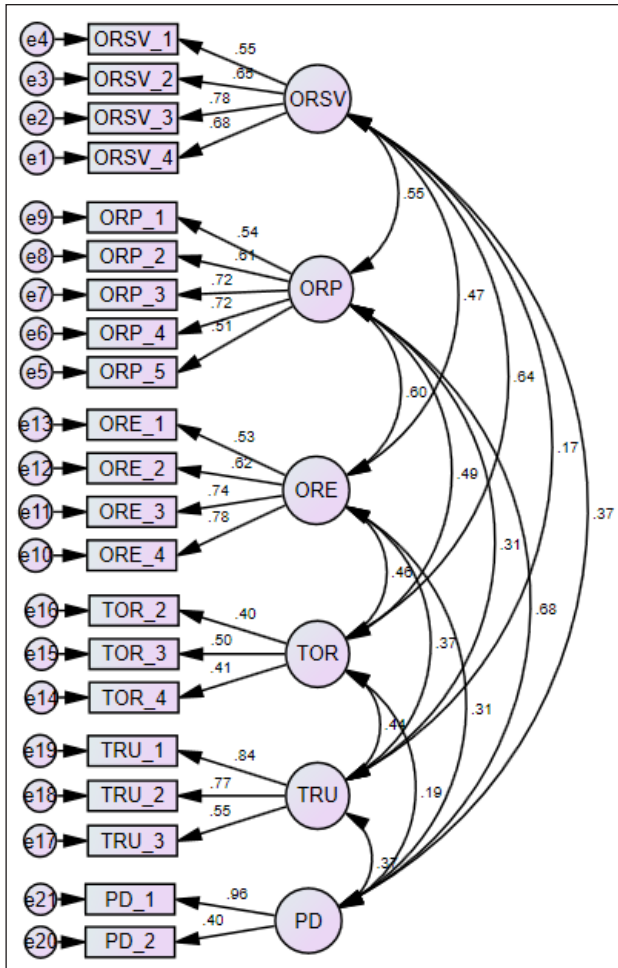 e4 ORSV_1 .55
e3 ORSV_2 .65
e2 ORSV_3 .78
e1 ORSV_4 .68
ORSV
e9 ORP_1 .54
e8 ORP_2 .61
e7 ORP_3 .72
e6 ORP_4 .72
e5 ORP_5 .51
ORP
e13 ORE_1 .53
e12 ORE_2 .62
e11 ORE_3 .74
e10 ORE_4 .78
ORE
e16 TOR_2 .40
e15 TOR_3 .50
e14 TOR_4 .41
TOR
e19 TRU_1 .84
e18 TRU_2 .77
e17 TRU_3 .55
TRU
e21 PD_1 .96
e20 PD_2 .40
PD
.55
.47
.64
.17
.37
.60
.49
.31
.68
.46
.37
.31
.44
.19
.37